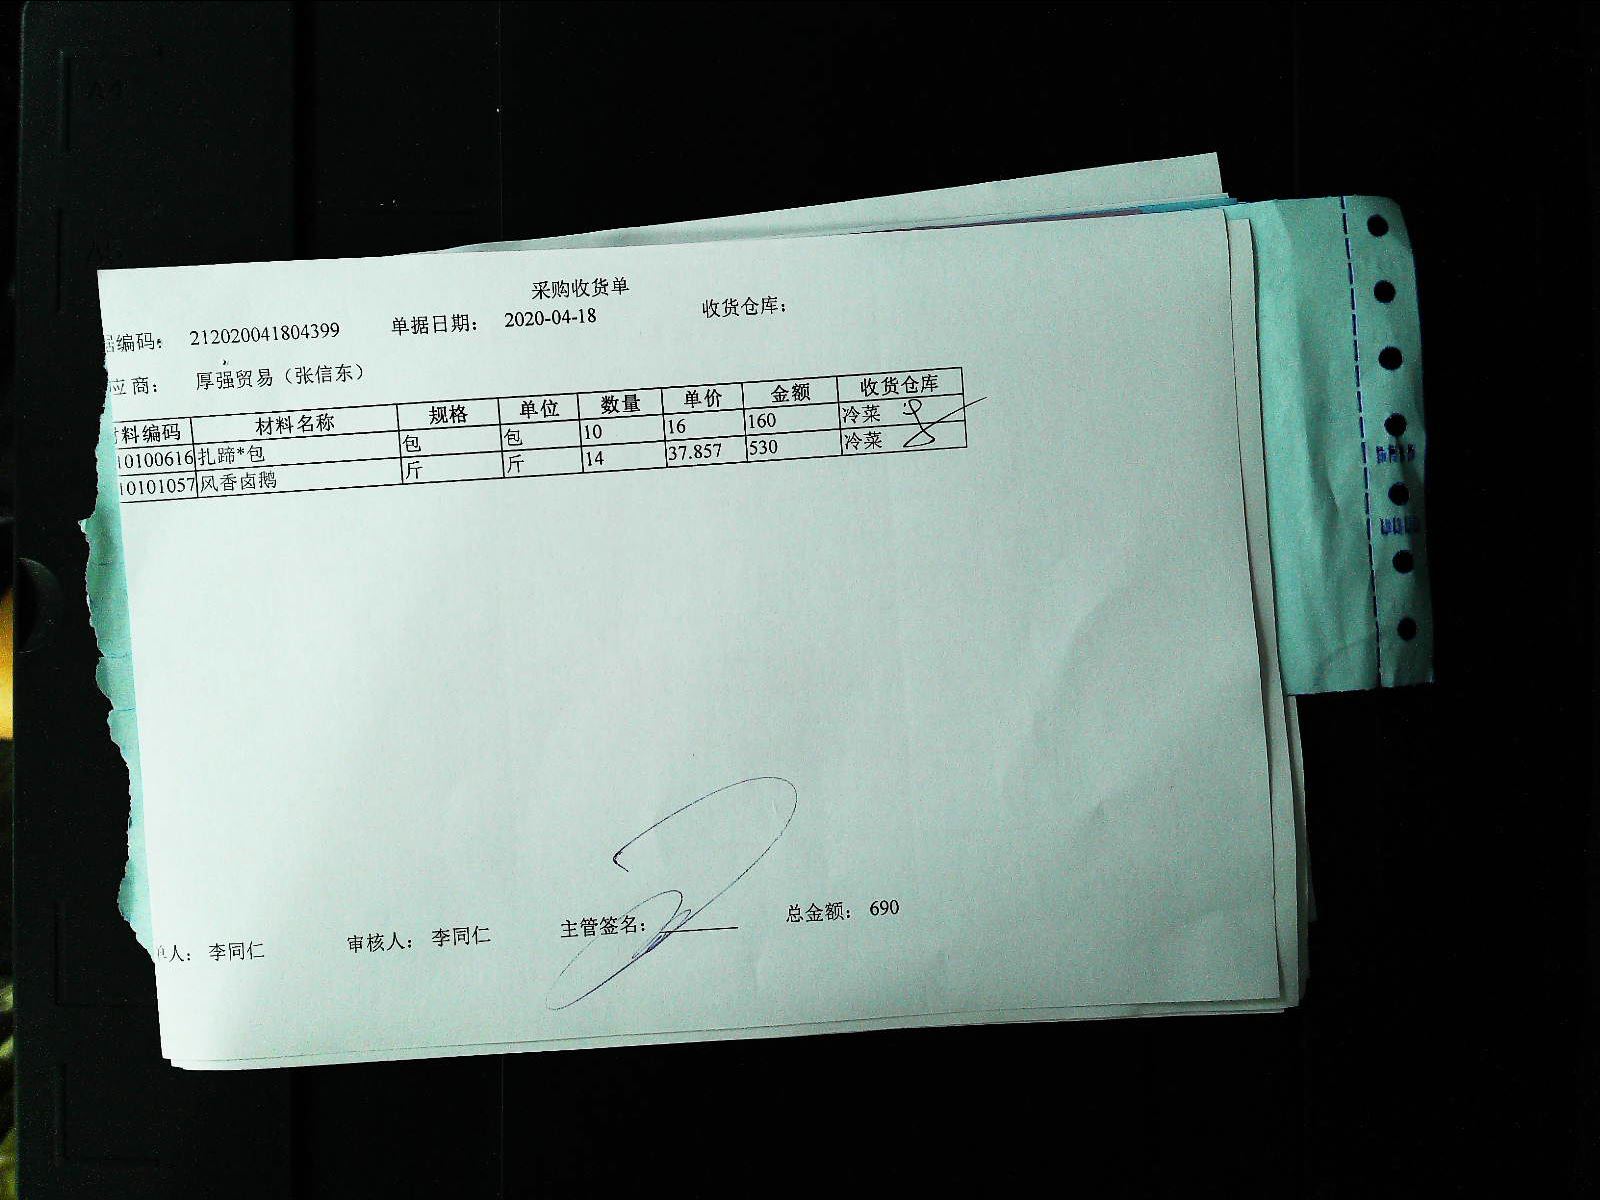 采购收货单
据编码: 212020041804399 单据日期: 2020-04-18 收货仓库:
应商: 厚强贸易（张信东）
材料编码 材料名称 规格 单位 数量 单价 金额 收货仓库
10100616 扎蹄*包 包 包 10 16 160 冷菜
10101057 风香卤鹅 斤 斤 14 37.857 530 冷菜
单人: 李同仁 审核人: 李同仁 主管签名: 总金额: 690